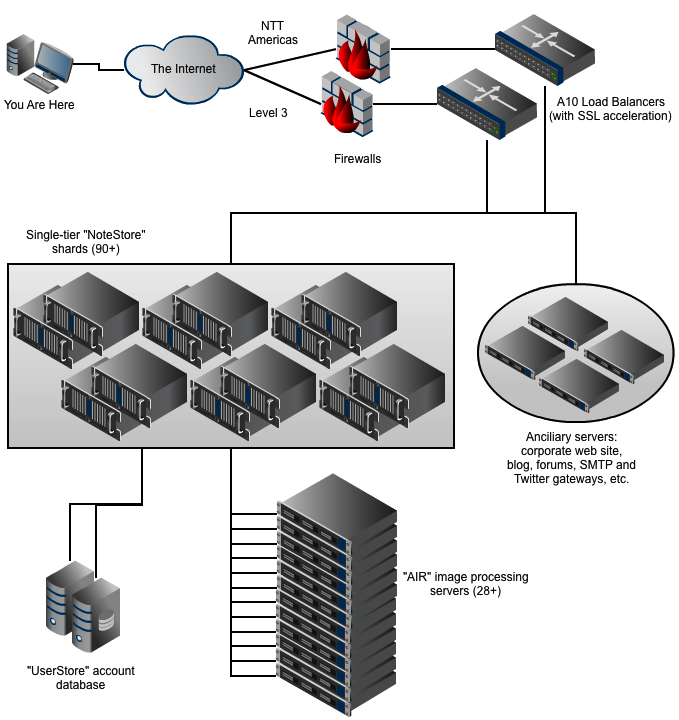 NTT
Americas
The Internet
You Are Here
Level 3
A10 Load Balancers
(with SSL acceleration)
Firewalls
Single-tier "NoteStore"
shards (90+)
Anciliary servers:
corporate web site,
blog, forums, SMTP and
Twitter gateways, etc.
"AIR" image processing
servers (28+)
"UserStore" account
database